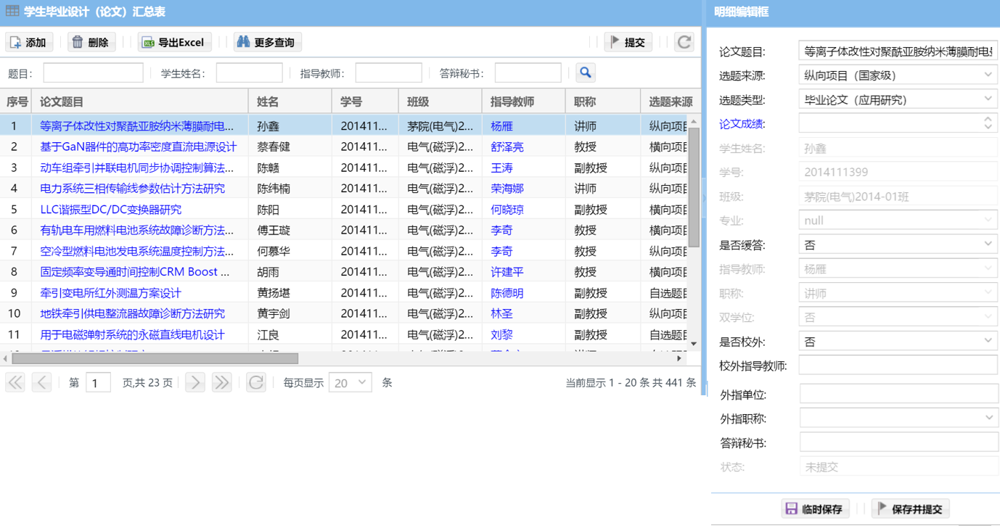 学生毕业设计（论文）汇总表
添加 删除 导出Excel 更多查询 提交
题目： 学生姓名： 指导教师： 答辩秘书：
序号 论文题目 姓名 学号 班级 指导教师 职称 选题来源
1 等离子体改性对聚酰亚胺纳米薄膜耐电... 孙鑫 201411... 茅院(电气)2... 杨雁 讲师 纵向项目
2 基于GaN器件的高功率密度直流电源设计 蔡春健 201411... 电气(磁浮)2... 舒泽亮 教授 横向项目
3 动车组牵引并联电机同步协调控制算法... 陈赣 201411... 电气(磁浮)2... 王涛 副教授 纵向项目
4 电力系统三相传输线参数估计方法研究 陈纬楠 201411... 电气(磁浮)2... 荣海娜 讲师 纵向项目
5 LLC谐振型DC/DC变换器研究 陈阳 201411... 电气(磁浮)2... 何晓琼 副教授 横向项目
6 有轨电车用燃料电池系统故障诊断方法... 傅王璇 201411... 电气(磁浮)2... 李奇 教授 横向项目
7 空冷型燃料电池发电系统温度控制方法... 何慕华 201411... 电气(磁浮)2... 李奇 教授 纵向项目
8 固定频率变导通时间控制CRM Boost ... 胡雨 201411... 电气(磁浮)2... 许建平 教授 横向项目
9 牵引变电所红外测温方案设计 黄扬堪 201411... 电气(磁浮)2... 陈德明 副教授 自选题目
10 地铁牵引供电整流器故障诊断方法研究 黄宇剑 201411... 电气(磁浮)2... 林圣 副教授 纵向项目
11 用于电磁弹射系统的永磁直线电机设计 江良 201411... 电气(磁浮)2... 刘黎 副教授 自选题目
第 1 页,共 23 页 每页显示 20 条 当前显示 1 - 20 条 共 441 条
明细编辑框
论文题目: 等离子体改性对聚酰亚胺纳米薄膜耐电
选题来源: 纵向项目（国家级）
选题类型: 毕业论文（应用研究）
论文成绩:
学生姓名: 孙鑫
学号: 2014111399
班级: 茅院(电气)2014-01班
专业: null
是否缓答: 否
指导教师: 杨雁
职称: 讲师
双学位: 否
是否校外: 否
校外指导教师:
外指单位:
外指职称:
答辩秘书:
状态: 未提交
临时保存 保存并提交